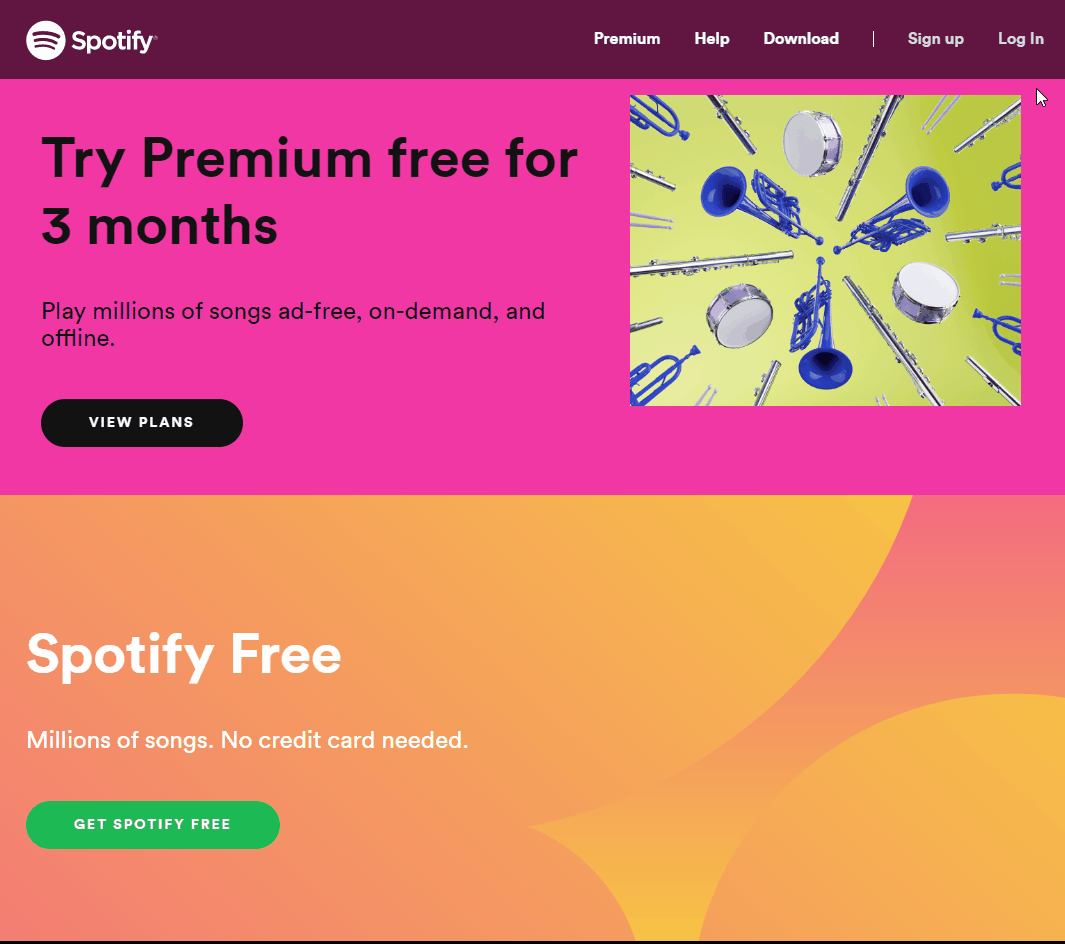 Spotify®
Premium
Help
Download
Sign up
Log In
Try Premium free for
3 months
Play millions of songs ad-free, on-demand, and
offline.
VIEW PLANS
Spotify Free
Millions of songs. No credit card needed.
GET SPOTIFY FREE